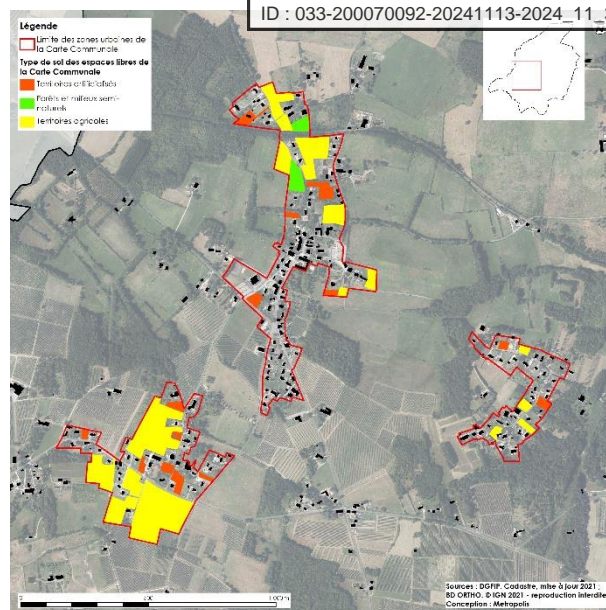 ID : 033-200070092-20241113-2024_11_
Légende
Limite des zones urbaines de
la Carte Communale
Type de sol des espaces libres de
la Carte Communale
Territoires artificialisés
Forêts et milieux semi-
naturels
Territoires agricoles
0
Sources : DGFIP, Cadastre, mise à jour 2021 ;
BD ORTHO, © IGN 2021 - reproduction interdite
Conception : Metropolis